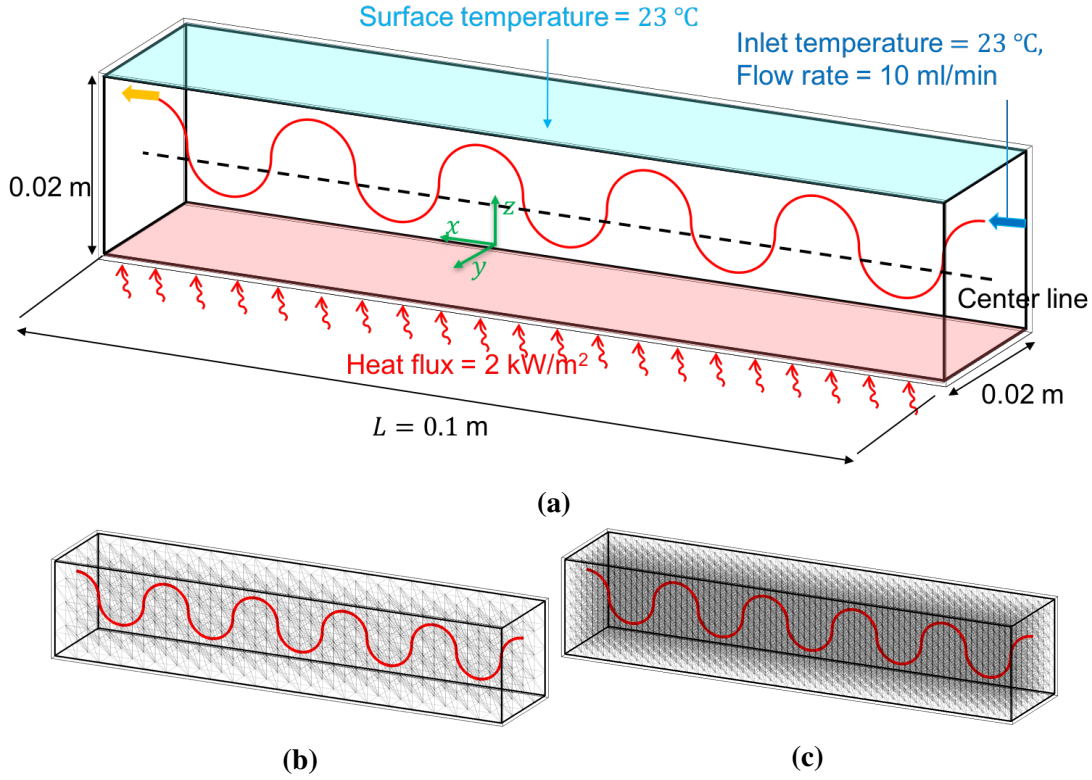 Surface temperature = 23 ℃
Inlet temperature = 23 ℃,
Flow rate = 10 ml/min
0.02 m
z
x
y
Center line
Heat flux = 2 kW/m²
0.02 m
L = 0.1 m
(a)
(b)
(c)